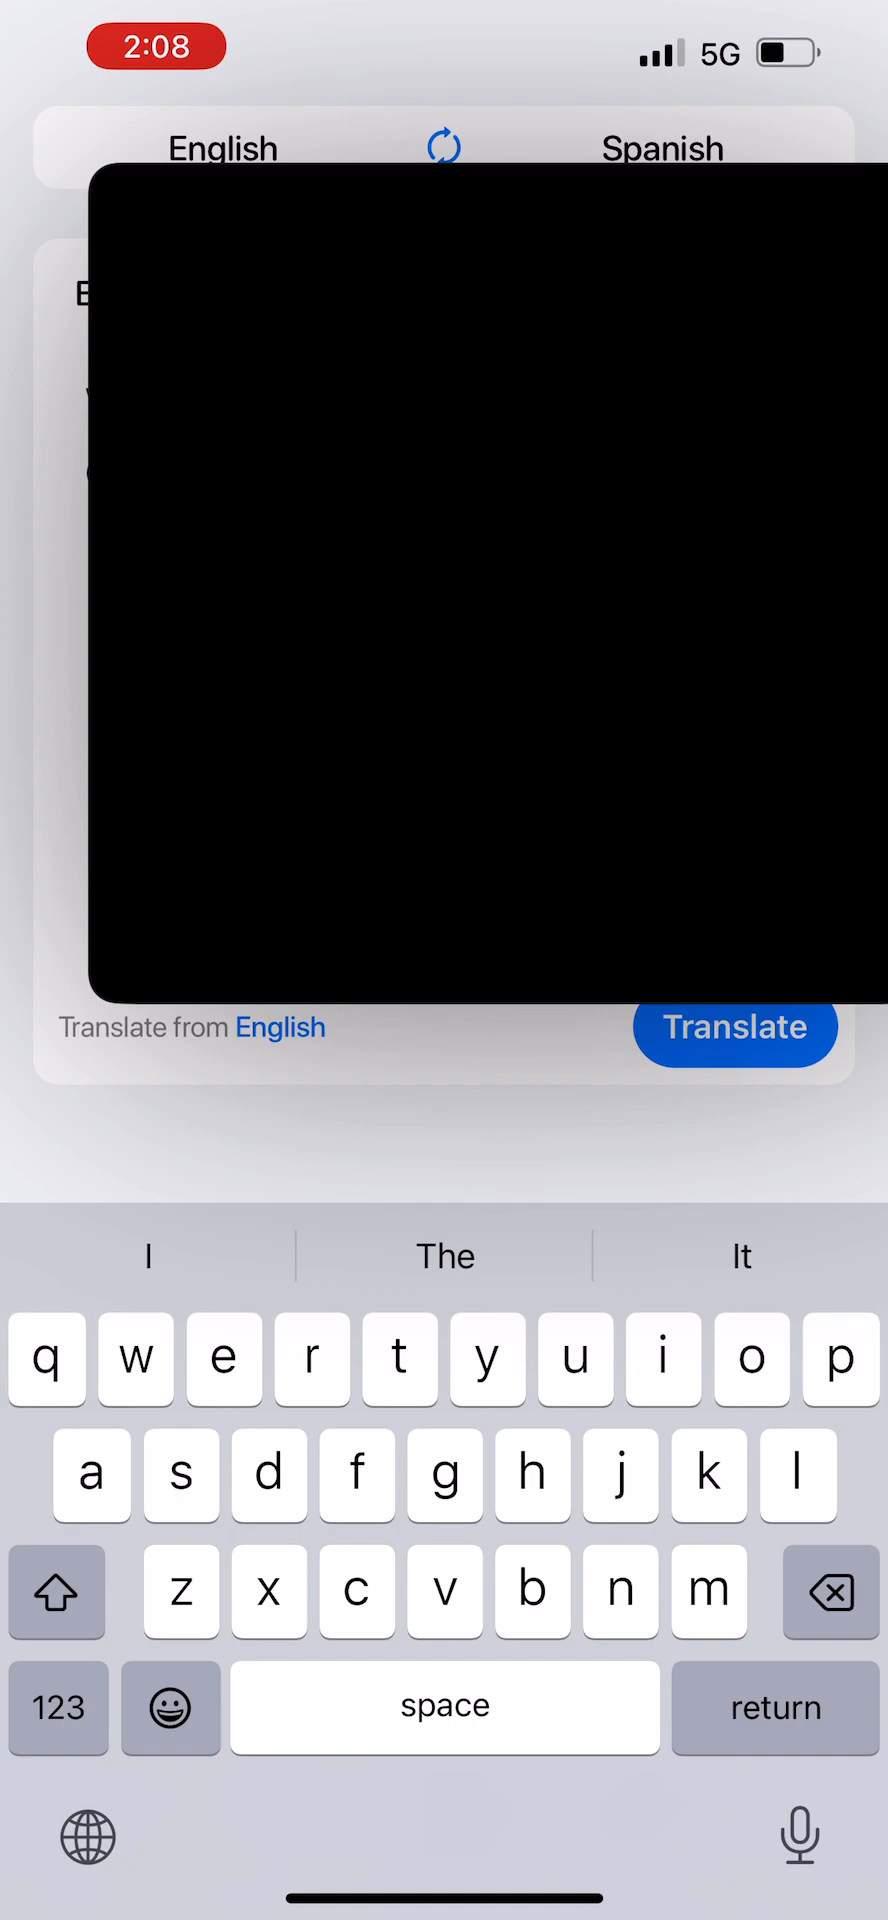 2:08
5G
English
Spanish
Translate from English
Translate
I
The
It
q w e r t y u i o p
a s d f g h j k l
z x c v b n m
123
space
return